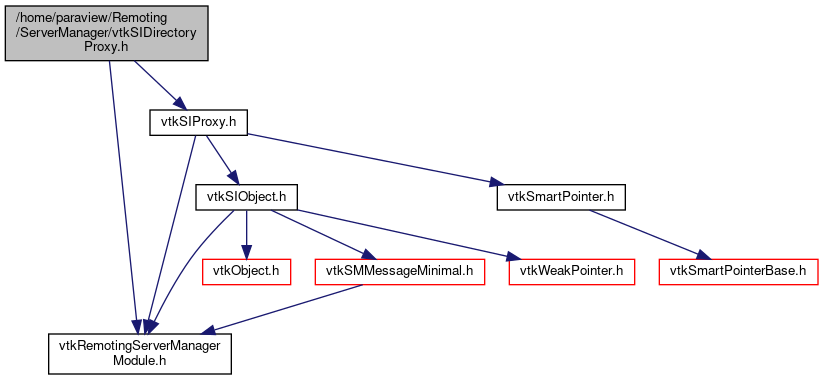 /home/paraview/Remoting
/ServerManager/vtkSIDirectory
Proxy.h
vtkSIProxy.h
vtkSIObject.h
vtkSmartPointer.h
vtkObject.h
vtkSMMessageMinimal.h
vtkWeakPointer.h
vtkSmartPointerBase.h
vtkRemotingServerManager
Module.h